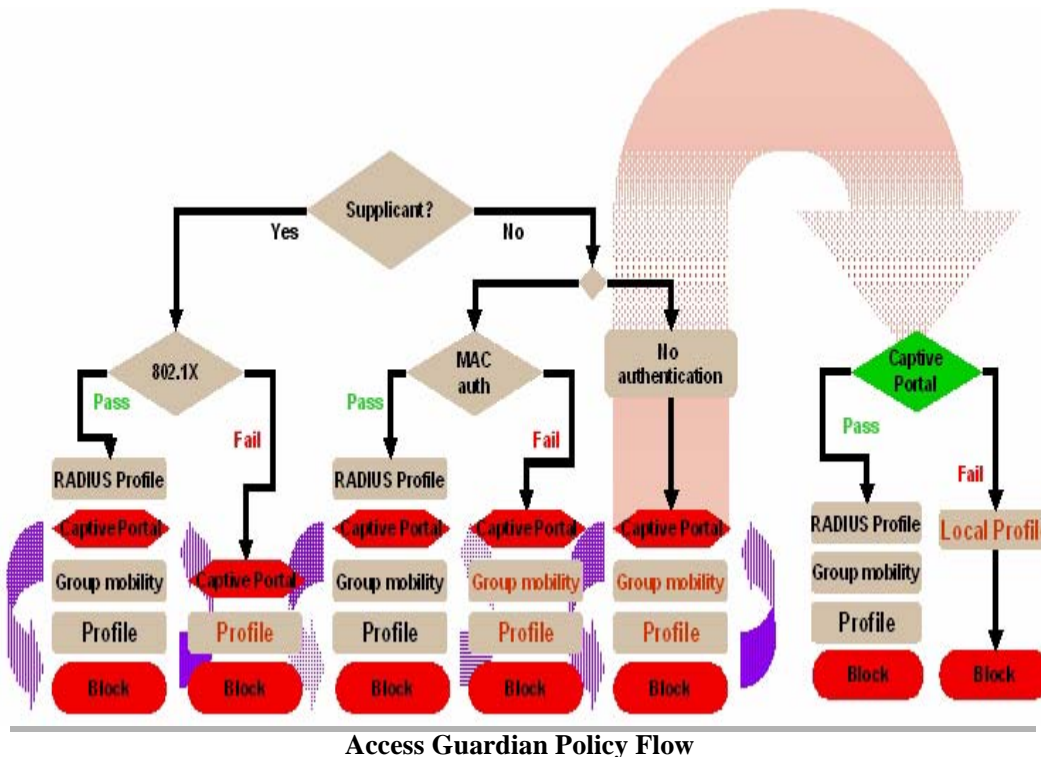 Supplicant?
Yes
No
802.1X
Pass
Fail
RADIUS Profile
Captive Portal
Group mobility
Profile
Block
Captive Portal
Profile
Block
MAC
auth
Pass
Fail
RADIUS Profile
Captive Portal
Group mobility
Profile
Block
Captive Portal
Group mobility
Profile
Block
No
authentication
Captive Portal
Group mobility
Profile
Block
Captive
Portal
Pass
Fail
RADIUS Profile
Group mobility
Profile
Block
Local Profile
Block
Access Guardian Policy Flow